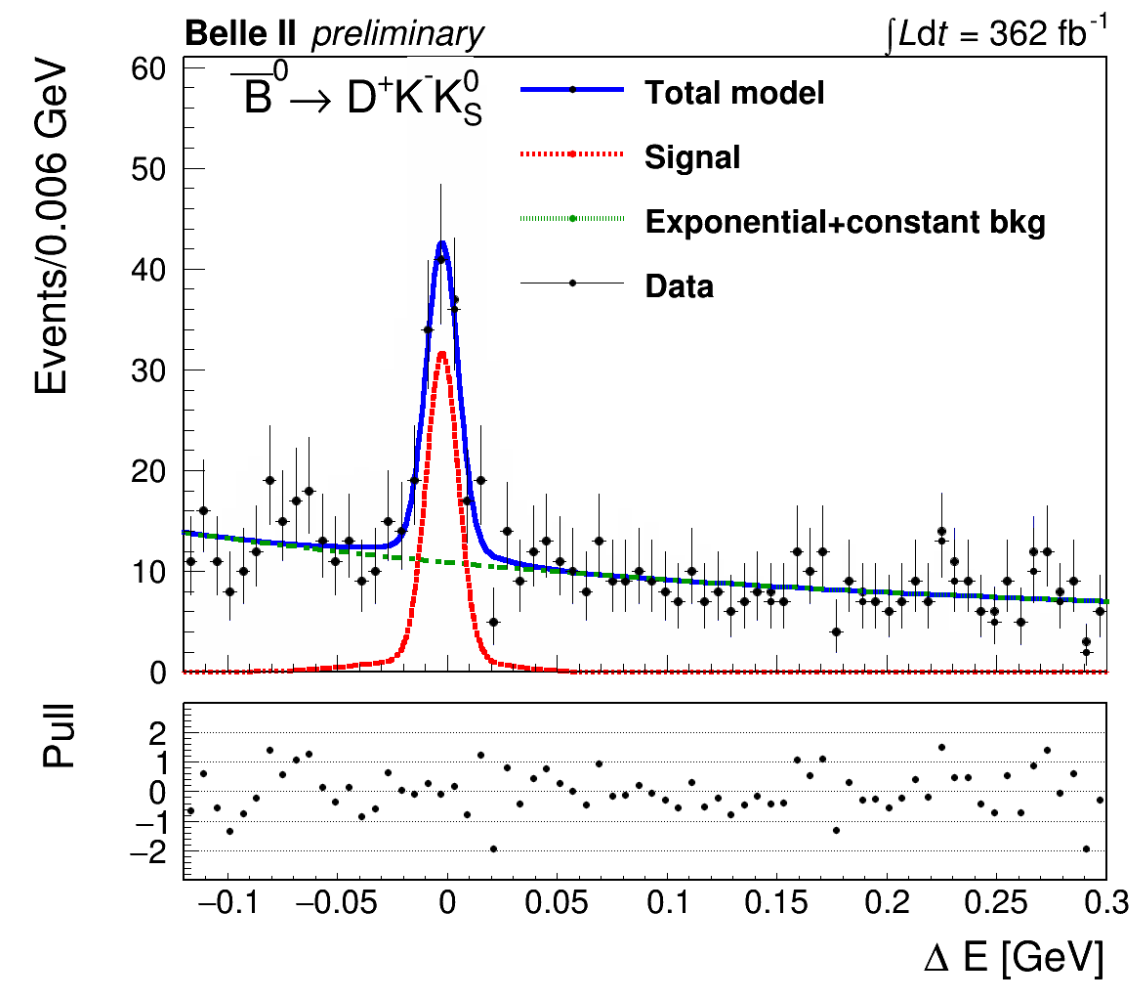 Belle II preliminary ∫Ldt = 362 fb⁻¹
B̅⁰ → D⁺K⁻K⁰_S
Total model
Signal
Exponential+constant bkg
Data
Events/0.006 GeV
60
50
40
30
20
10
0
Pull
2
1
0
−1
−2
−0.1 −0.05 0 0.05 0.1 0.15 0.2 0.25 0.3
Δ E [GeV]